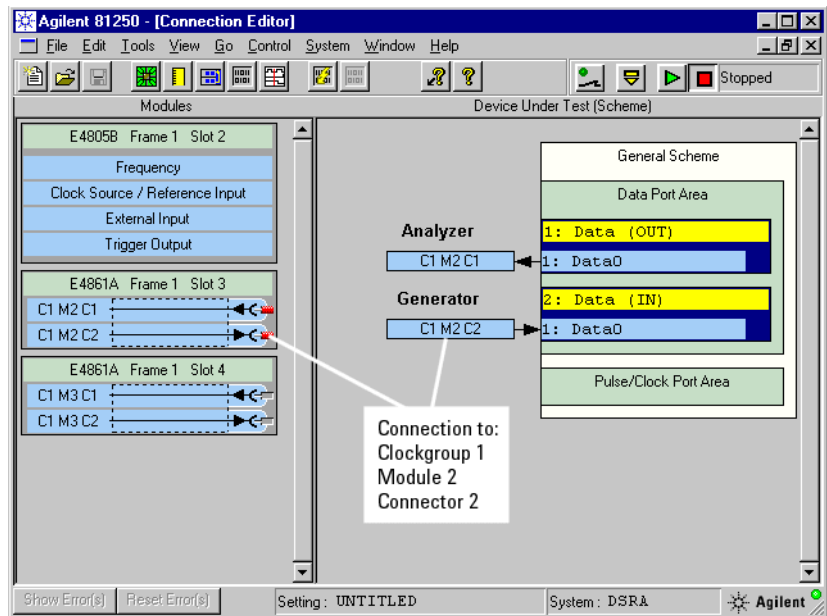 Agilent 81250 - [Connection Editor]
File Edit Tools View Go Control System Window Help
Stopped
Modules
Device Under Test (Scheme)
E4805B Frame 1 Slot 2
Frequency
Clock Source / Reference Input
External Input
Trigger Output
E4861A Frame 1 Slot 3
C1 M2 C1
C1 M2 C2
E4861A Frame 1 Slot 4
C1 M3 C1
C1 M3 C2
General Scheme
Data Port Area
Analyzer
C1 M2 C1
1: Data (OUT)
1: Data0
Generator
C1 M2 C2
2: Data (IN)
1: Data0
Pulse/Clock Port Area
Connection to:
Clockgroup 1
Module 2
Connector 2
Show Error(s) Reset Error(s) Setting: UNTITLED System: DSRA Agilent